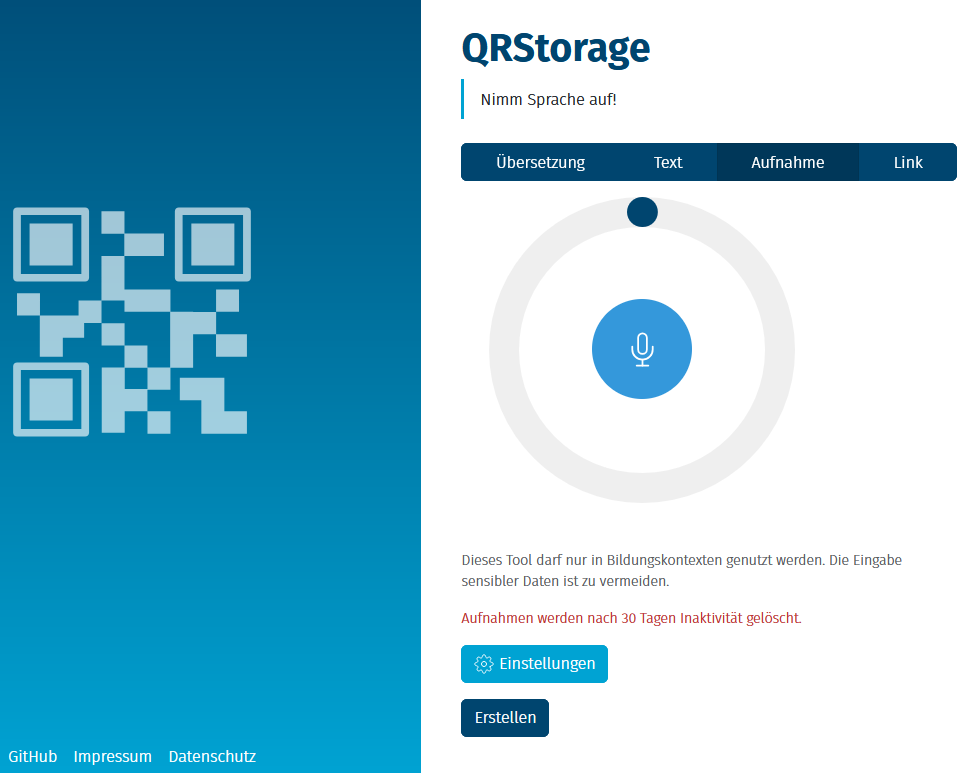 QRStorage
Nimm Sprache auf!
Übersetzung Text Aufnahme Link
Dieses Tool darf nur in Bildungskontexten genutzt werden. Die Eingabe
sensibler Daten ist zu vermeiden.
Aufnahmen werden nach 30 Tagen Inaktivität gelöscht.
Einstellungen
Erstellen
GitHub Impressum Datenschutz